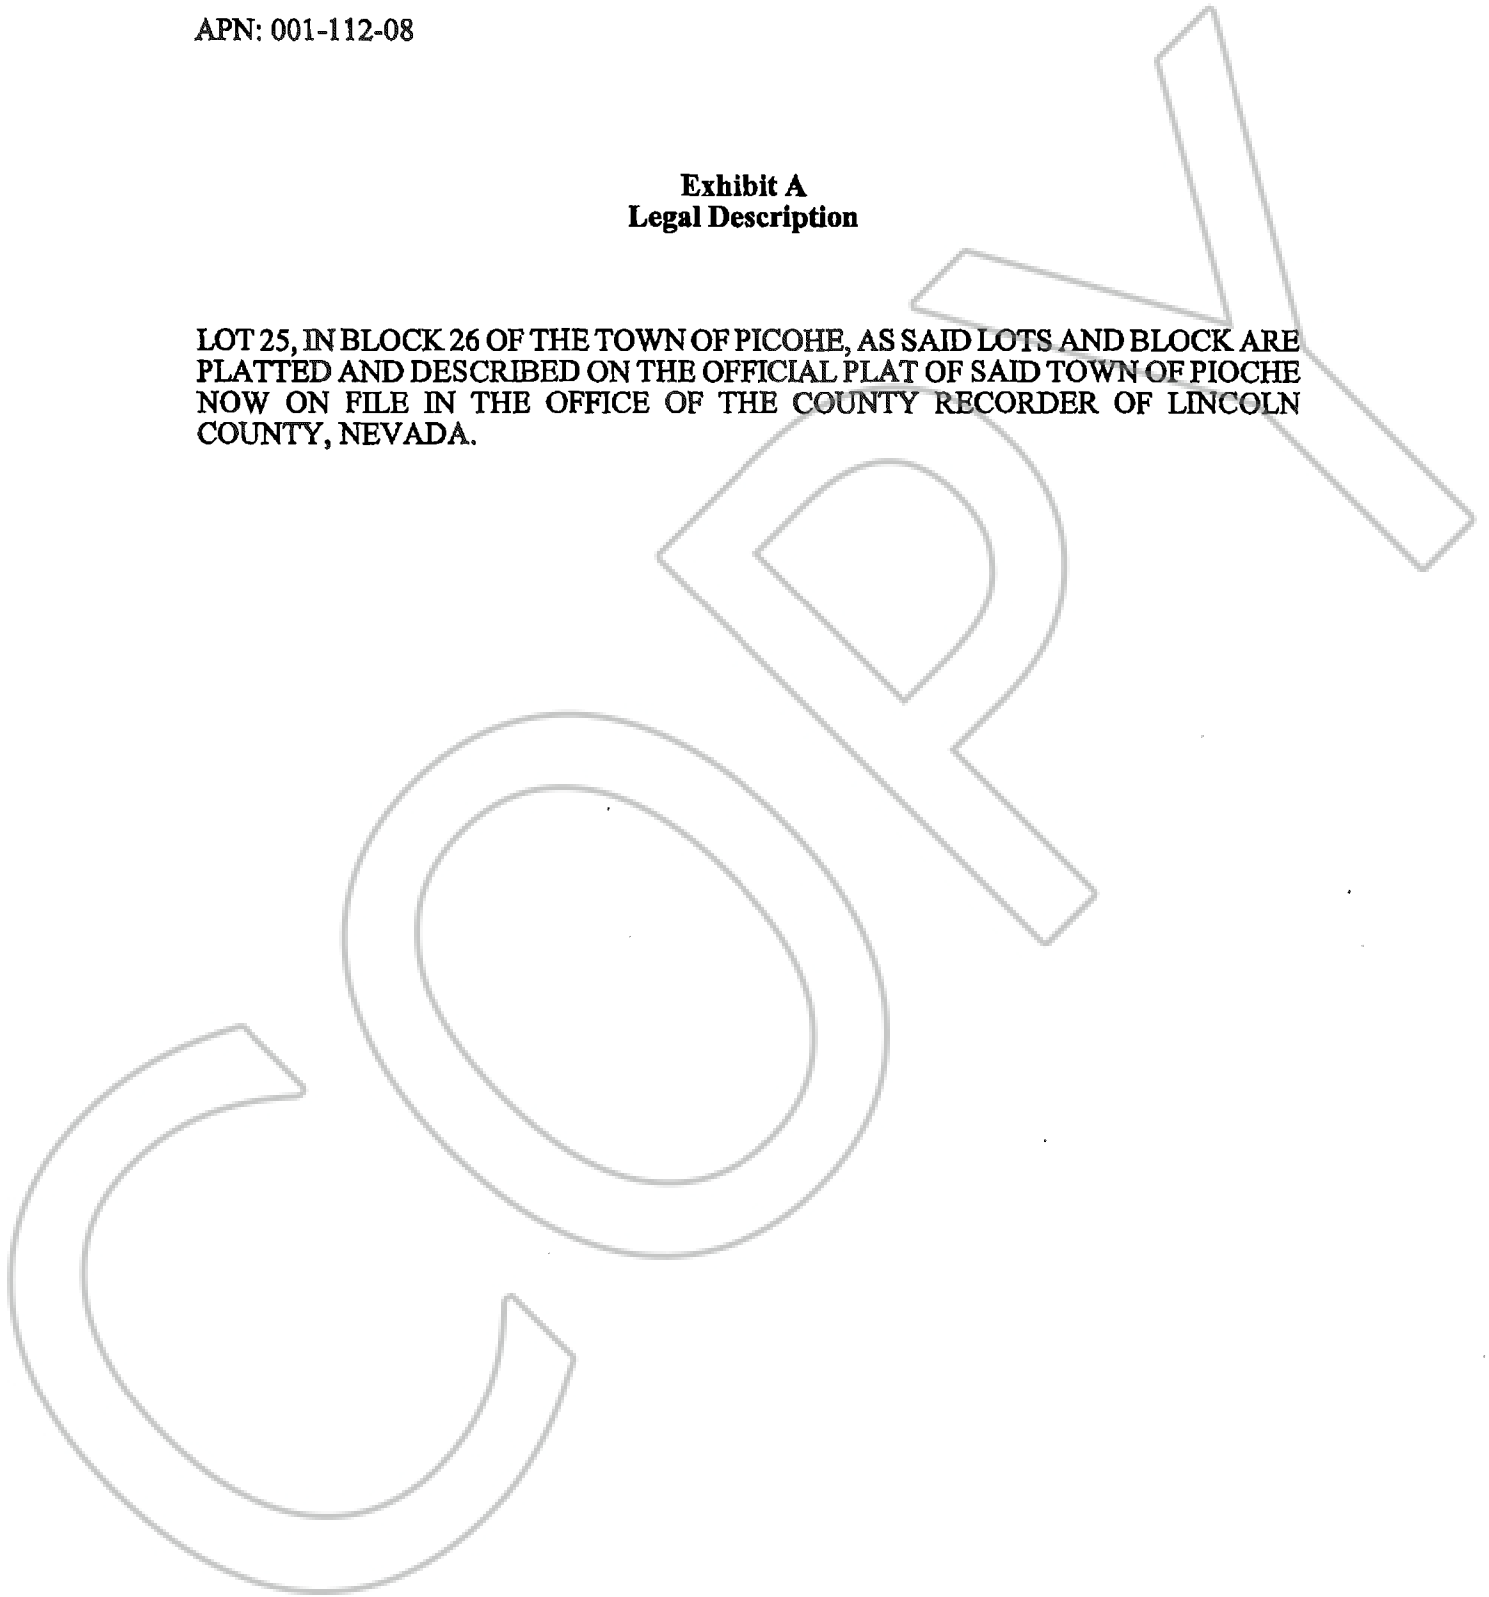 APN: 001-112-08
Exhibit A
Legal Description
LOT 25, IN BLOCK 26 OF THE TOWN OF PICOHE, AS SAID LOTS AND BLOCK ARE
PLATTED AND DESCRIBED ON THE OFFICIAL PLAT OF SAID TOWN OF PIOCHE
NOW ON FILE IN THE OFFICE OF THE COUNTY RECORDER OF LINCOLN
COUNTY, NEVADA.
COPY